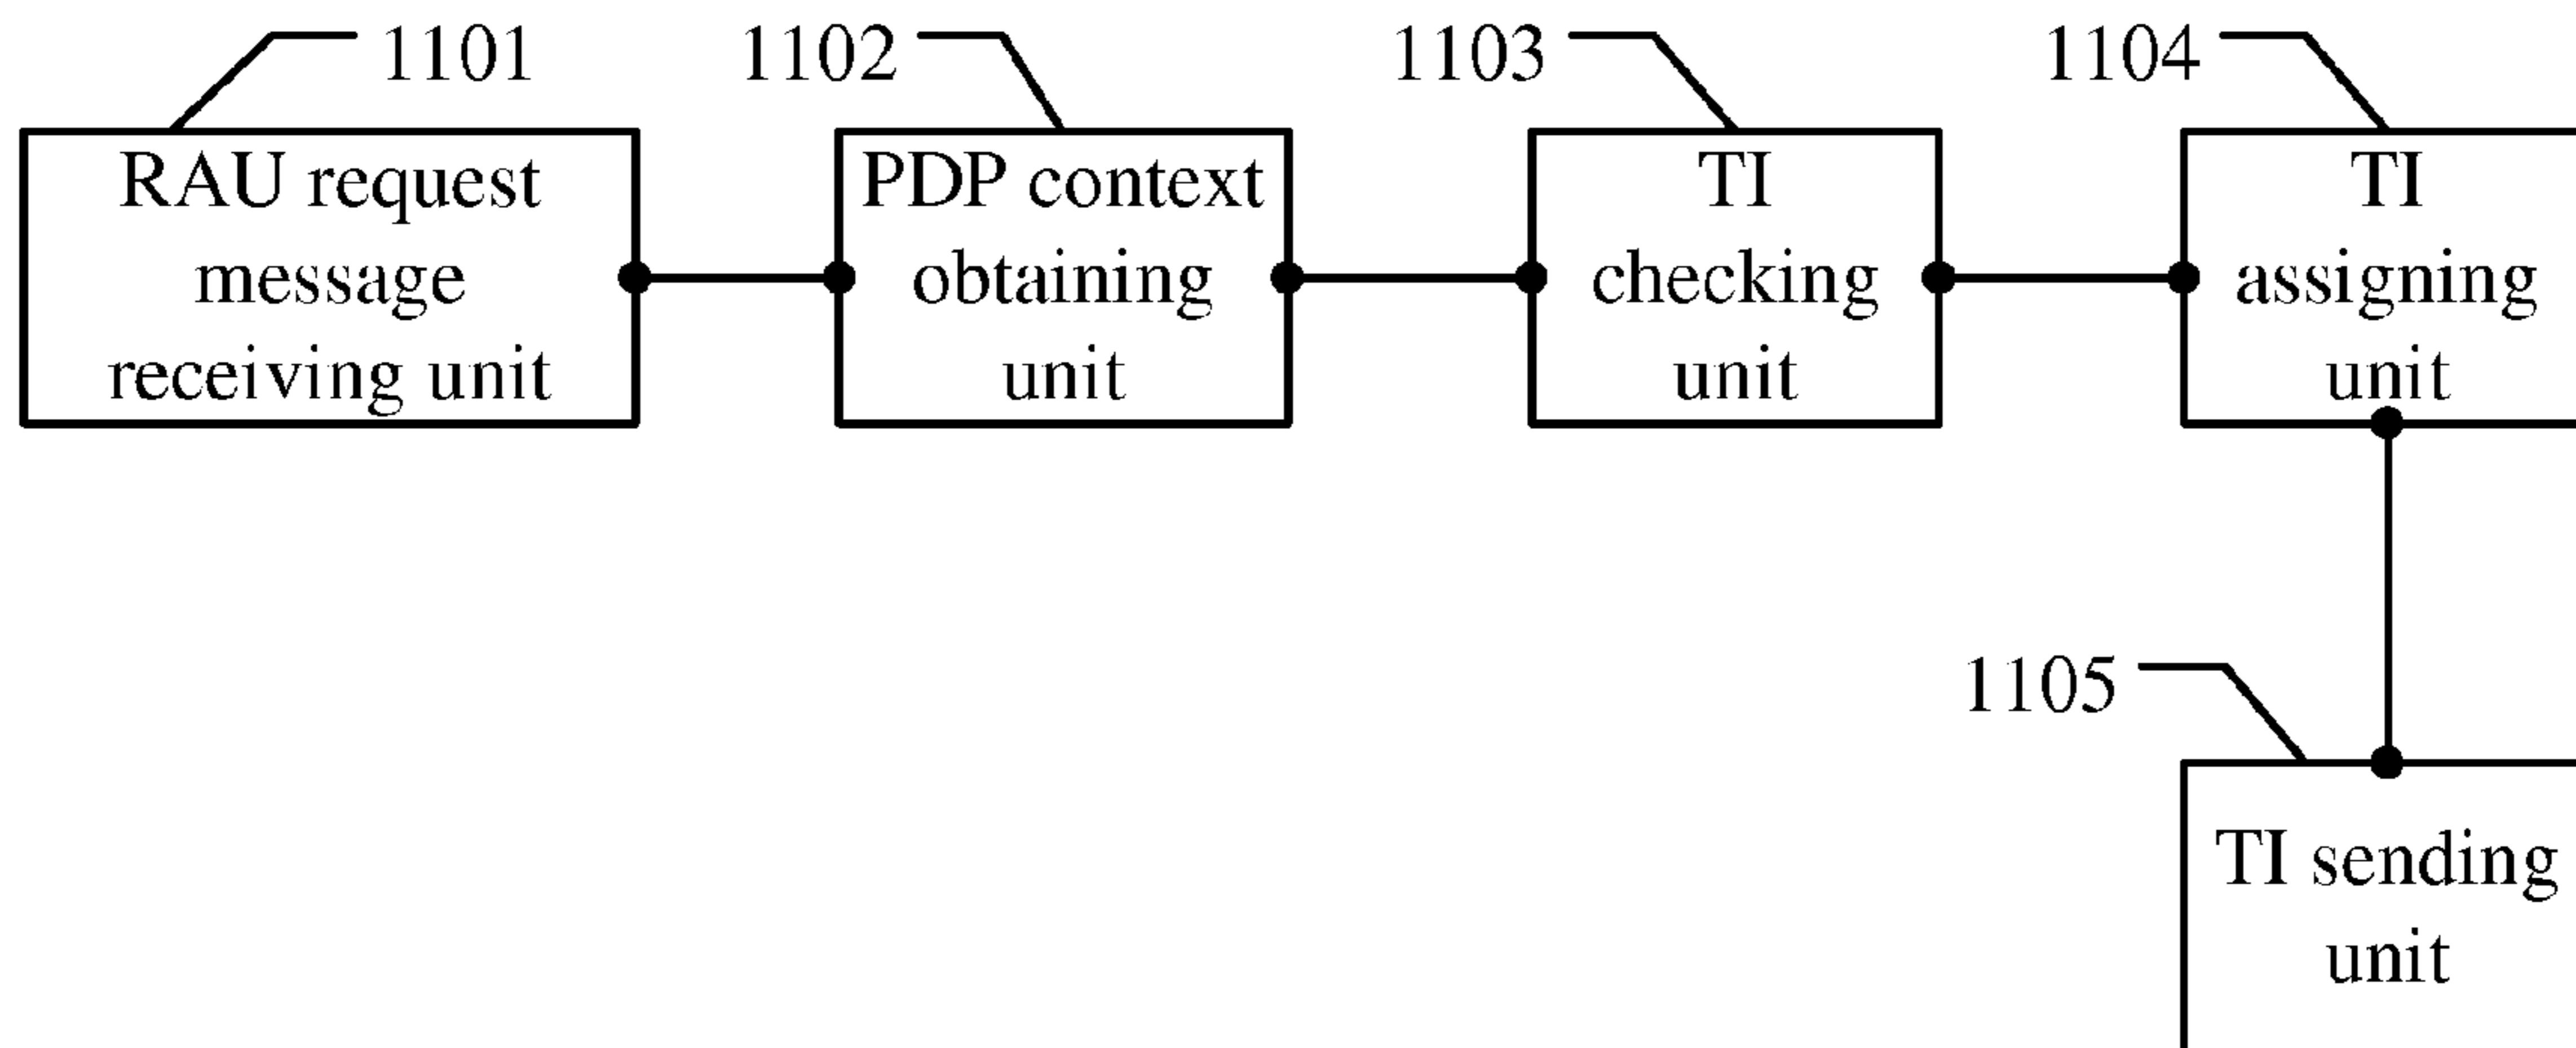 1101
1102
1103
1104
RAU request
message
receiving unit
PDP context
obtaining
unit
TI
checking
unit
TI
assigning
unit
1105
TI sending
unit